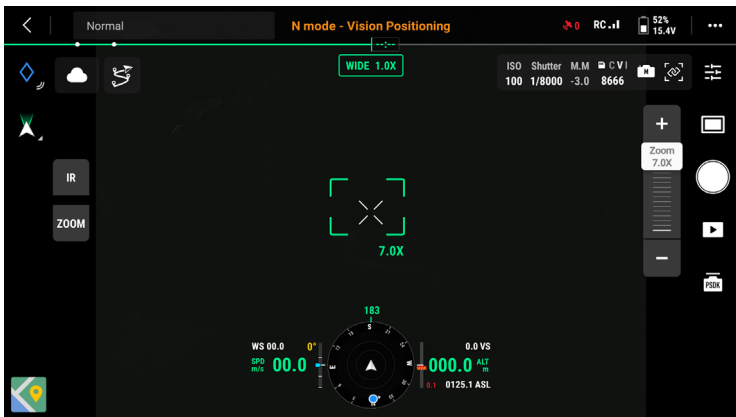 Normal
N mode - Vision Positioning
0
RC
52%
15.4V
--:--
WIDE 1.0X
ISO Shutter M.M C V I
100 1/8000 -3.0 8666
M
Zoom
7.0X
IR
ZOOM
7.0X
PSDK
183
S
W
E
WS 00.0 0°
0.0 VS
SPD
m/s
00.0
000.0
ALT
m
0.1 0125.1 ASL